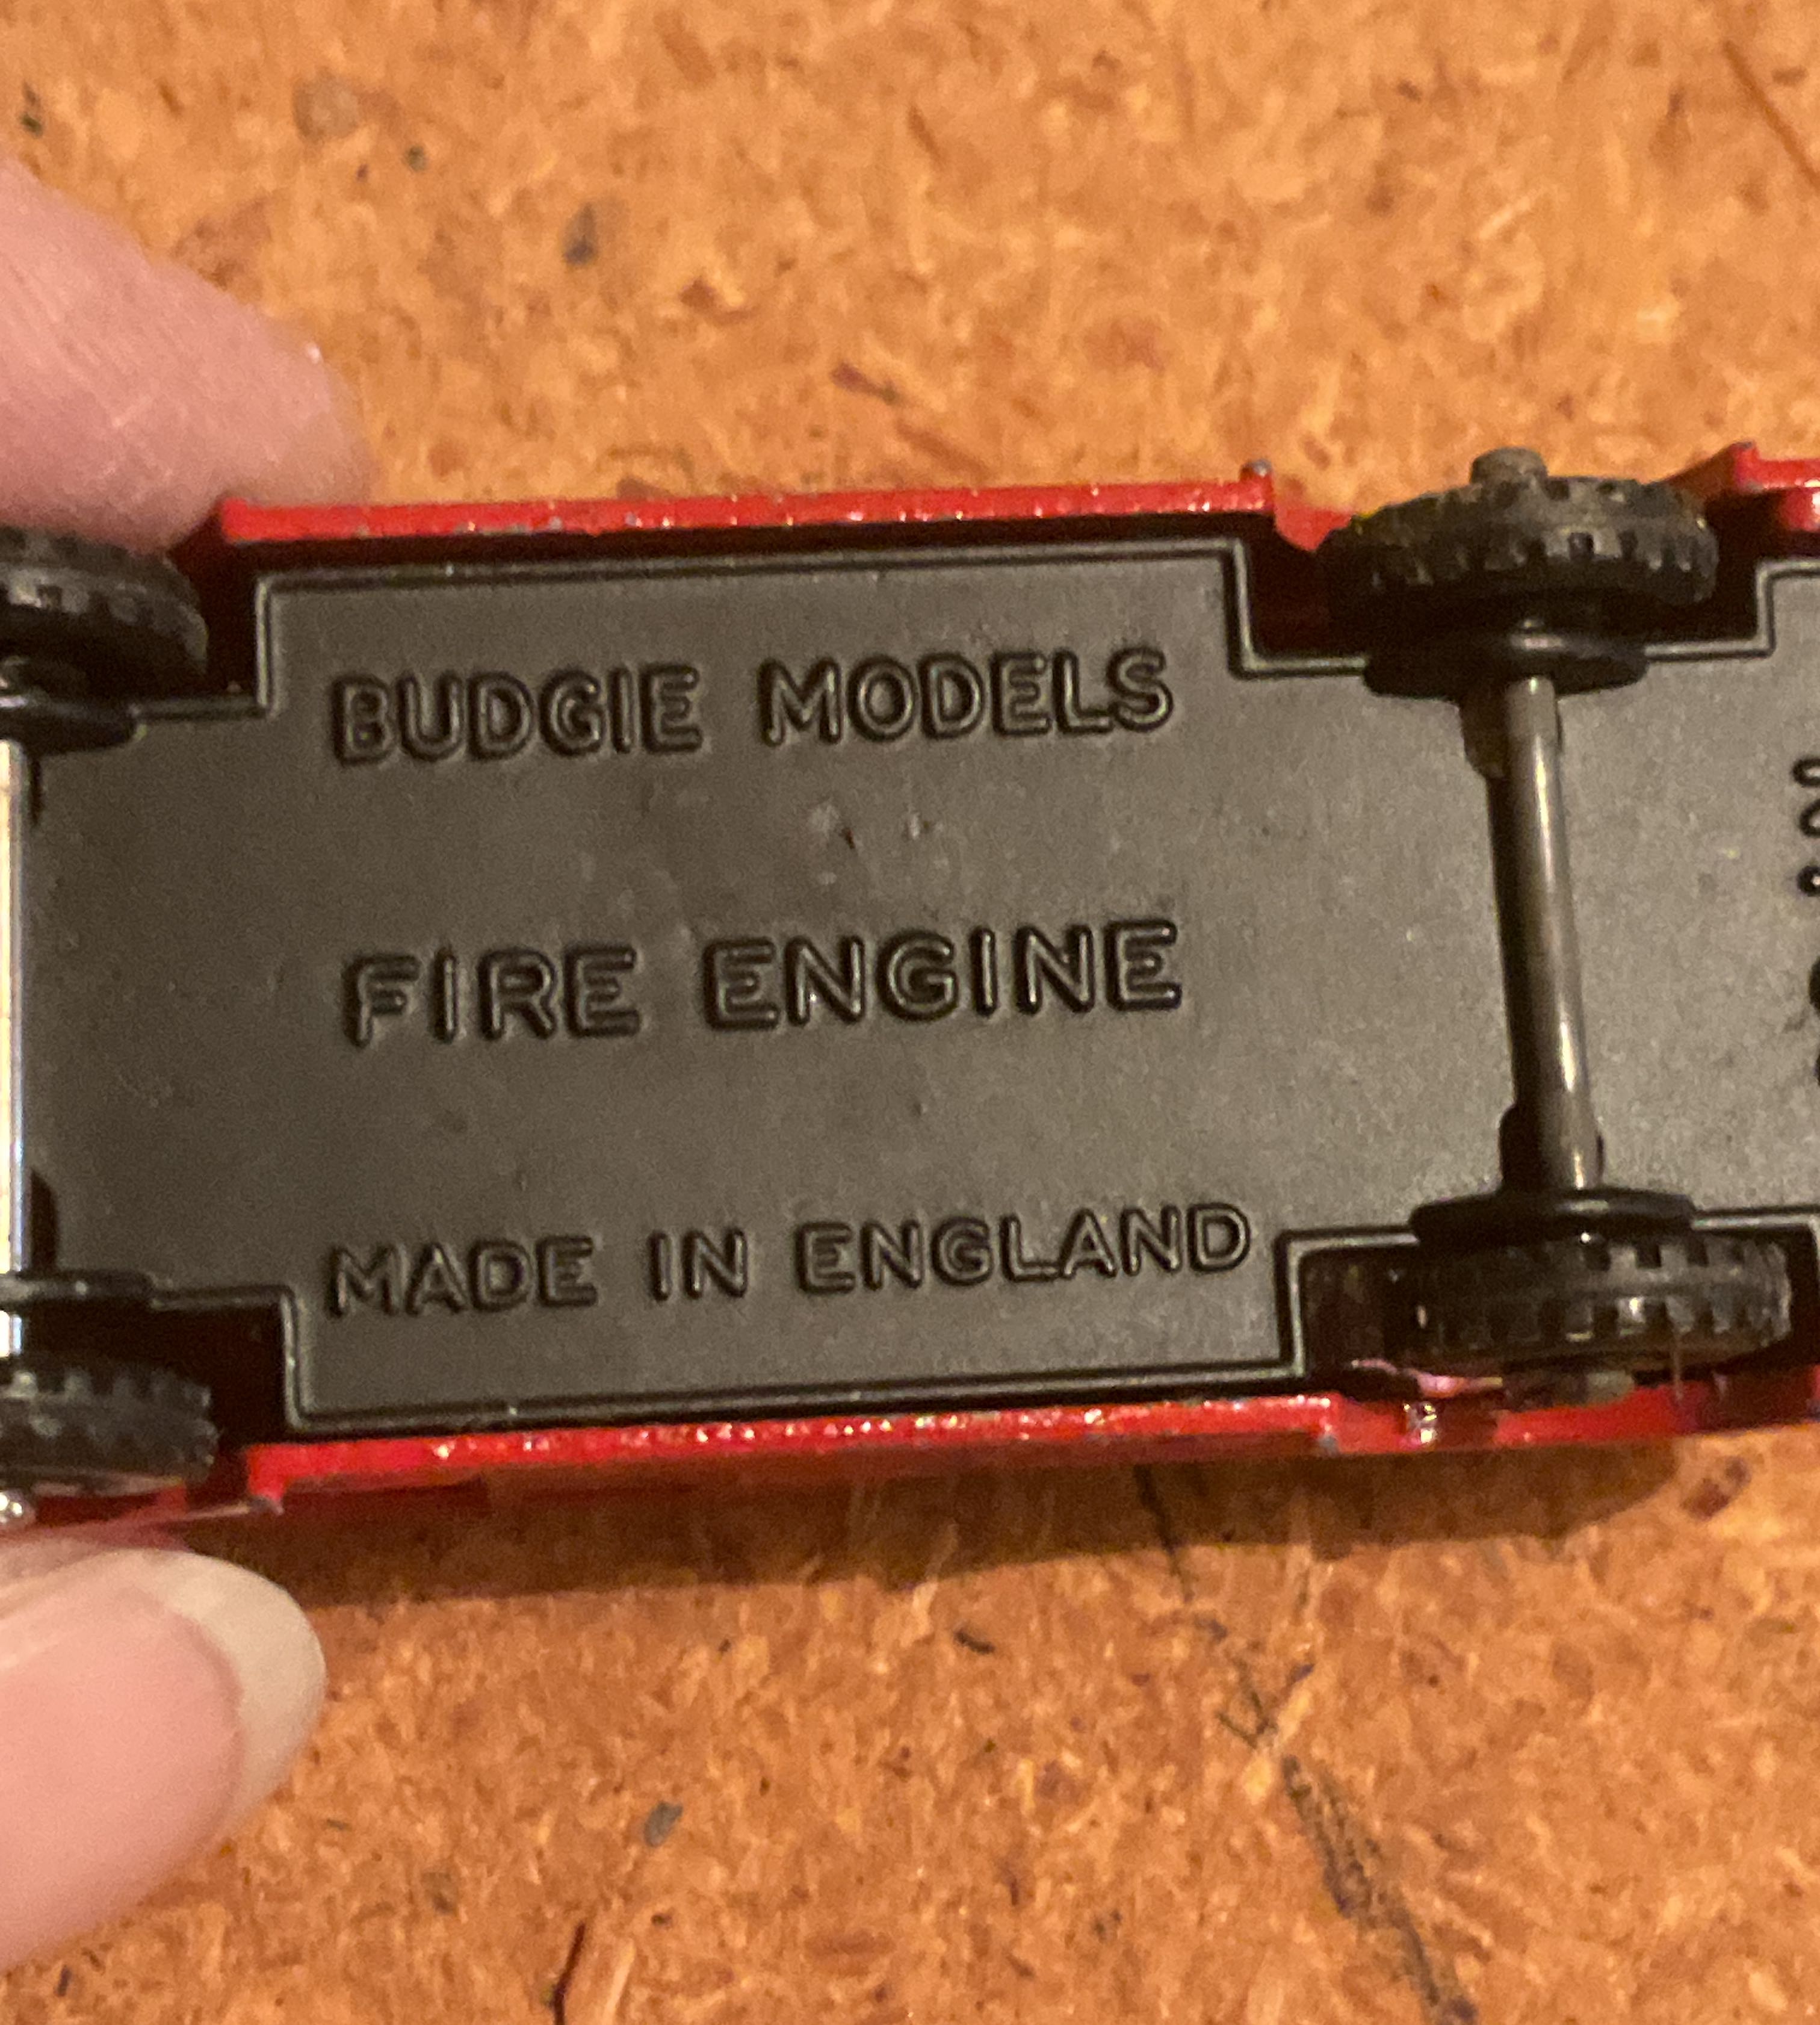 BUDGIE MODELS
FIRE ENGINE
MADE IN ENGLAND